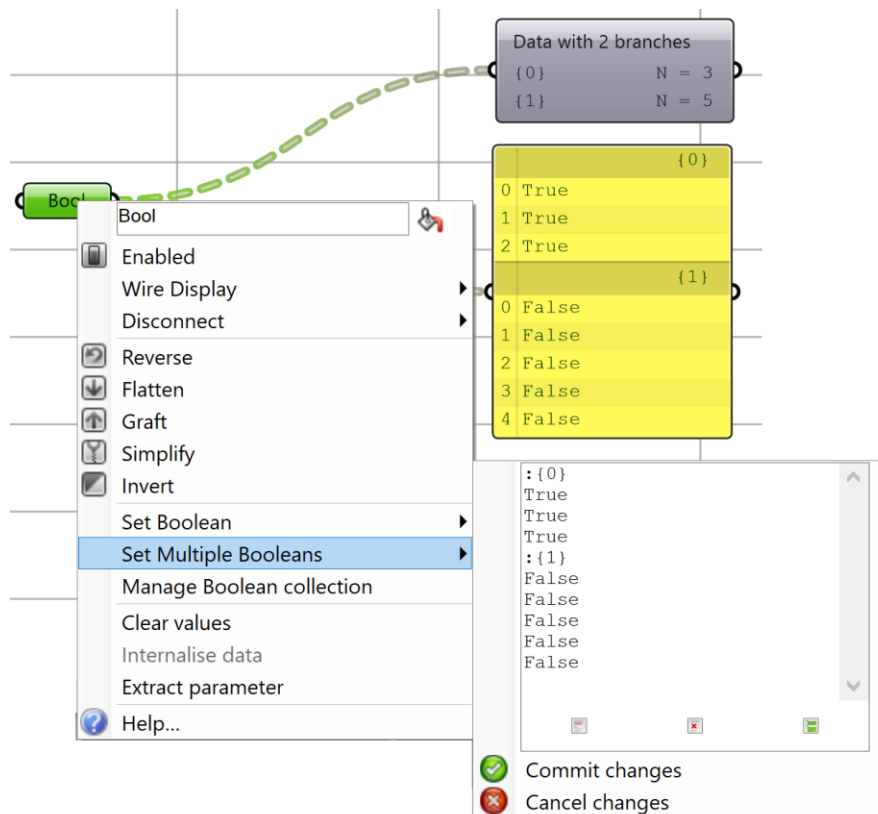 Data with 2 branches
{0} N = 3
{1} N = 5
{0}
0 True
1 True
2 True
{1}
0 False
1 False
2 False
3 False
4 False
Bool
Bool
Enabled
Wire Display
Disconnect
Reverse
Flatten
Graft
Simplify
Invert
Set Boolean
Set Multiple Booleans
Manage Boolean collection
Clear values
Internalise data
Extract parameter
Help...
:{0}
True
True
True
:{1}
False
False
False
False
False
Commit changes
Cancel changes